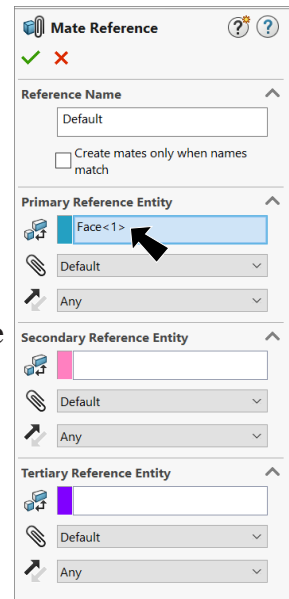 Mate Reference
Reference Name
Default
Create mates only when names
match
Primary Reference Entity
Face<1>
Default
Any
e
Secondary Reference Entity
Default
Any
Tertiary Reference Entity
Default
Any